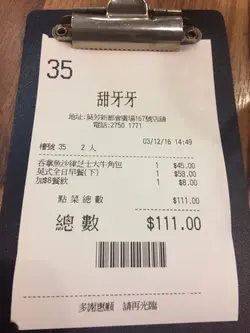 35
甜牙牙
地址:葵芳新都會廣場167號店舖
電話:2750 1771
檯號 35 2 人 03/12/16 14:49
吞拿魚沙律芝士大牛角包 1 $45.00
英式全日早餐(下) 1 $58.00
加$8餐飲 1 $8.00
點菜總數 $111.00
總數 $111.00
多謝惠顧 請再光臨